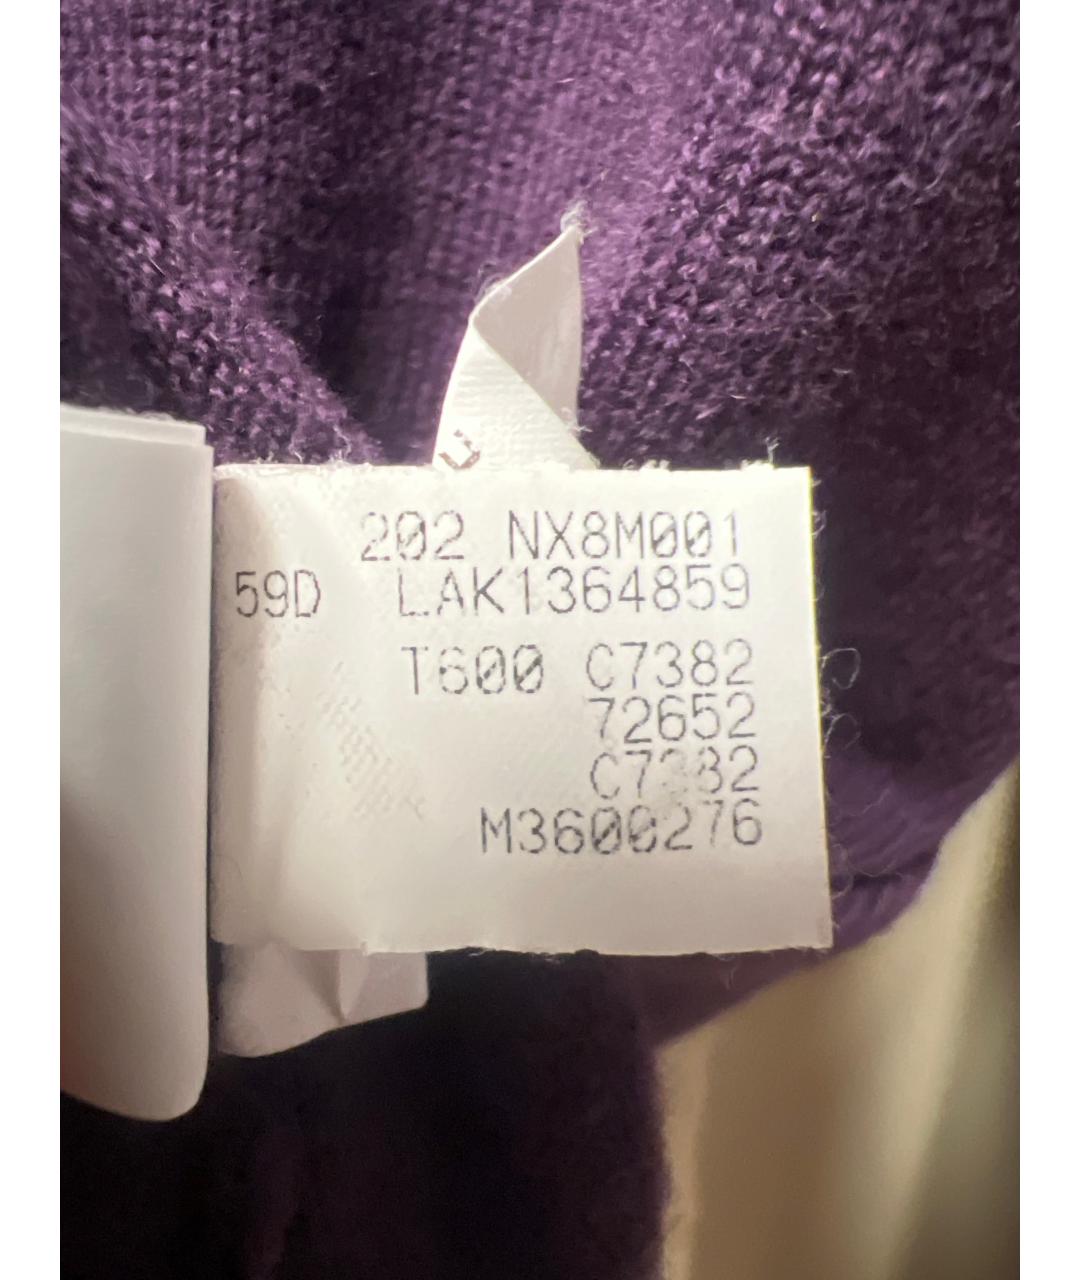 202 NX8M001
59D LAK1364859
T600 C7382
72652
C7382
M3600276